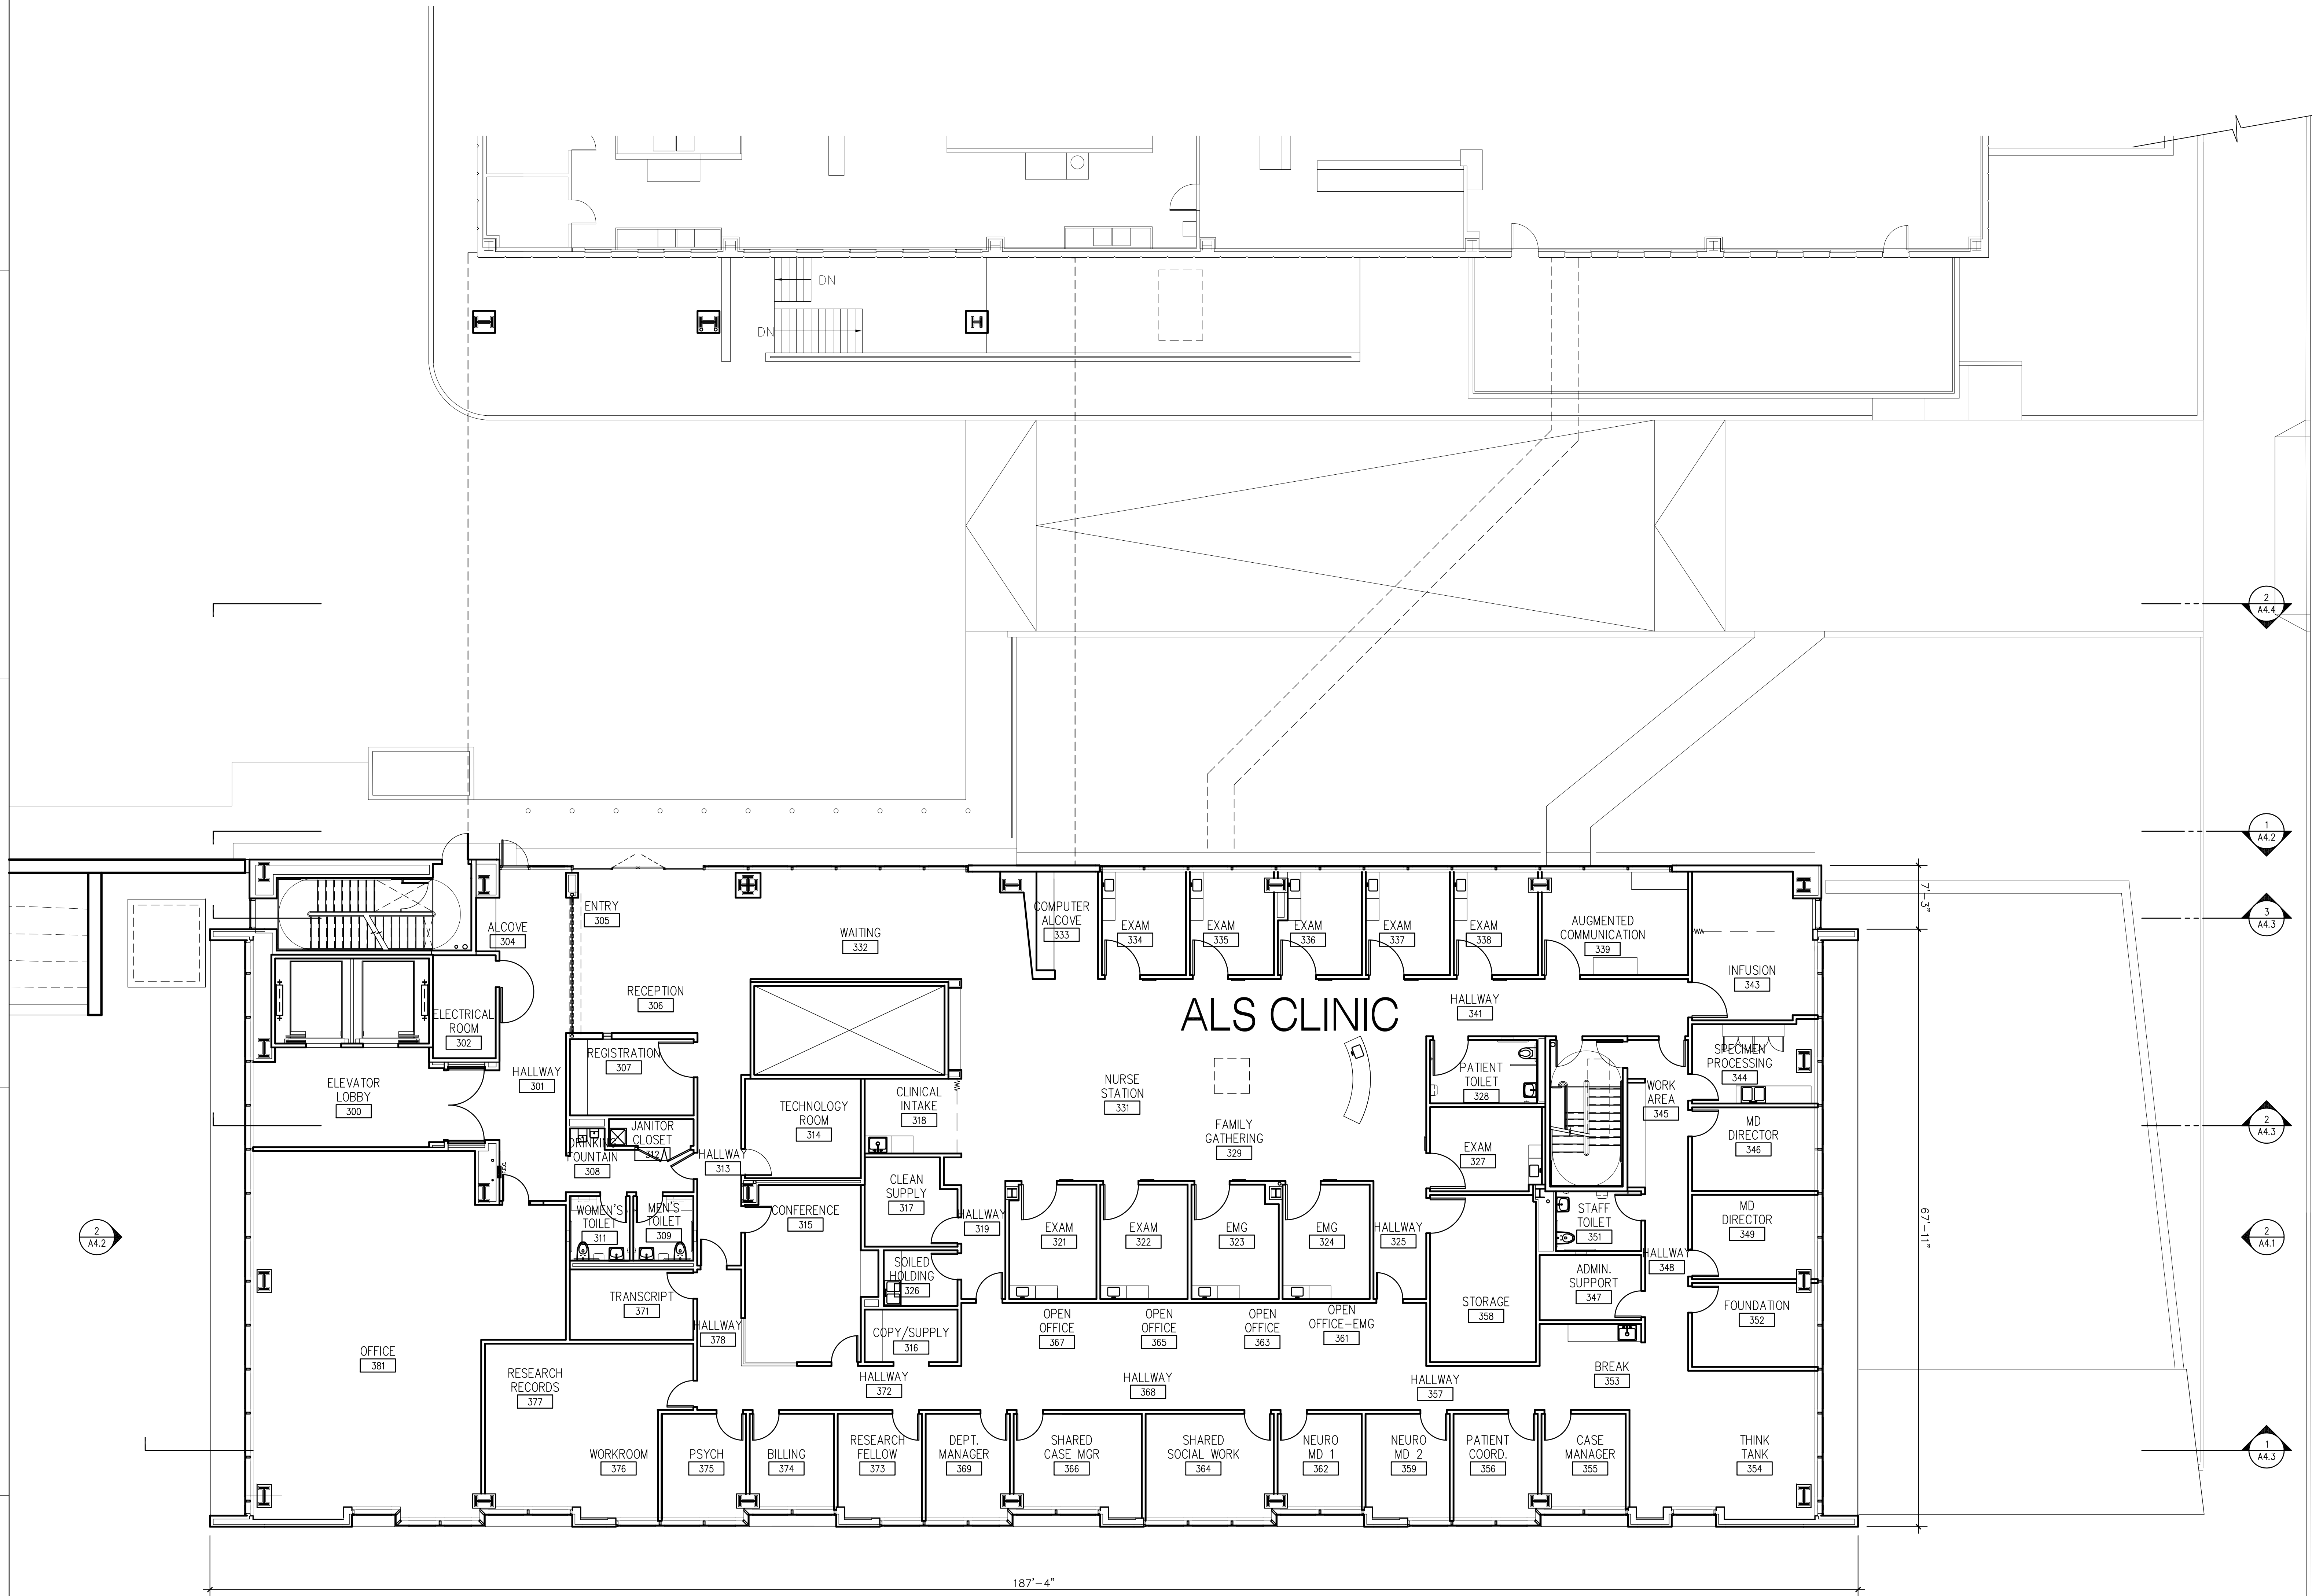 DN
DN
2
A4.4
1
A4.2
7'-3"
3
A4.3
ENTRY
305
ALCOVE
304
WAITING
332
COMPUTER
ALCOVE
333
EXAM
334
EXAM
335
EXAM
336
EXAM
337
EXAM
338
AUGMENTED
COMMUNICATION
339
INFUSION
343
RECEPTION
306
ELECTRICAL
ROOM
302
ALS CLINIC
HALLWAY
341
REGISTRATION
307
HALLWAY
301
ELEVATOR
LOBBY
300
TECHNOLOGY
ROOM
314
CLINICAL
INTAKE
318
NURSE
STATION
331
PATIENT
TOILET
328
SPECIMEN
PROCESSING
344
WORK
AREA
345
JANITOR
CLOSET
312A
DRINKING
FOUNTAIN
308
HALLWAY
313
FAMILY
GATHERING
329
EXAM
327
MD
DIRECTOR
346
2
A4.3
CLEAN
SUPPLY
317
CONFERENCE
315
WOMEN'S
TOILET
311
MEN'S
TOILET
309
HALLWAY
319
EXAM
321
EXAM
322
EMG
323
EMG
324
HALLWAY
325
STAFF
TOILET
351
MD
DIRECTOR
349
67'-11"
2
A4.2
2
A4.1
SOILED
HOLDING
326
HALLWAY
348
ADMIN.
SUPPORT
347
TRANSCRIPT
371
HALLWAY
378
COPY/SUPPLY
316
OPEN
OFFICE
367
OPEN
OFFICE
365
OPEN
OFFICE
363
OPEN
OFFICE-EMG
361
STORAGE
358
FOUNDATION
352
OFFICE
381
RESEARCH
RECORDS
377
HALLWAY
372
HALLWAY
368
HALLWAY
357
BREAK
353
WORKROOM
376
PSYCH
375
BILLING
374
RESEARCH
FELLOW
373
DEPT.
MANAGER
369
SHARED
CASE MGR
366
SHARED
SOCIAL WORK
364
NEURO
MD 1
362
NEURO
MD 2
359
PATIENT
COORD.
356
CASE
MANAGER
355
THINK
TANK
354
1
A4.3
187'-4"